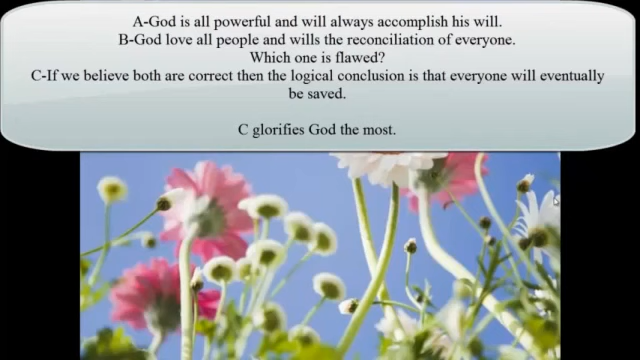 A-God is all powerful and will always accomplish his will.
B-God love all people and wills the reconciliation of everyone.
Which one is flawed?
C-If we believe both are correct then the logical conclusion is that everyone will eventually
be saved.
C glorifies God the most.